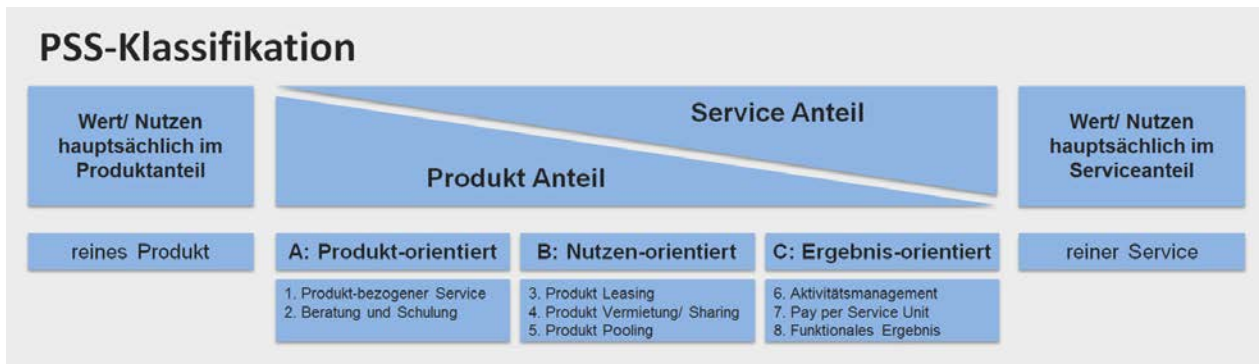 PSS-Klassifikation
Wert/ Nutzen
hauptsächlich im
Produktanteil
Service Anteil
Produkt Anteil
Wert/ Nutzen
hauptsächlich im
Serviceanteil
reines Produkt
A: Produkt-orientiert
B: Nutzen-orientiert
C: Ergebnis-orientiert
reiner Service
1. Produkt-bezogener Service
2. Beratung und Schulung
3. Produkt Leasing
4. Produkt Vermietung/ Sharing
5. Produkt Pooling
6. Aktivitätsmanagement
7. Pay per Service Unit
8. Funktionales Ergebnis